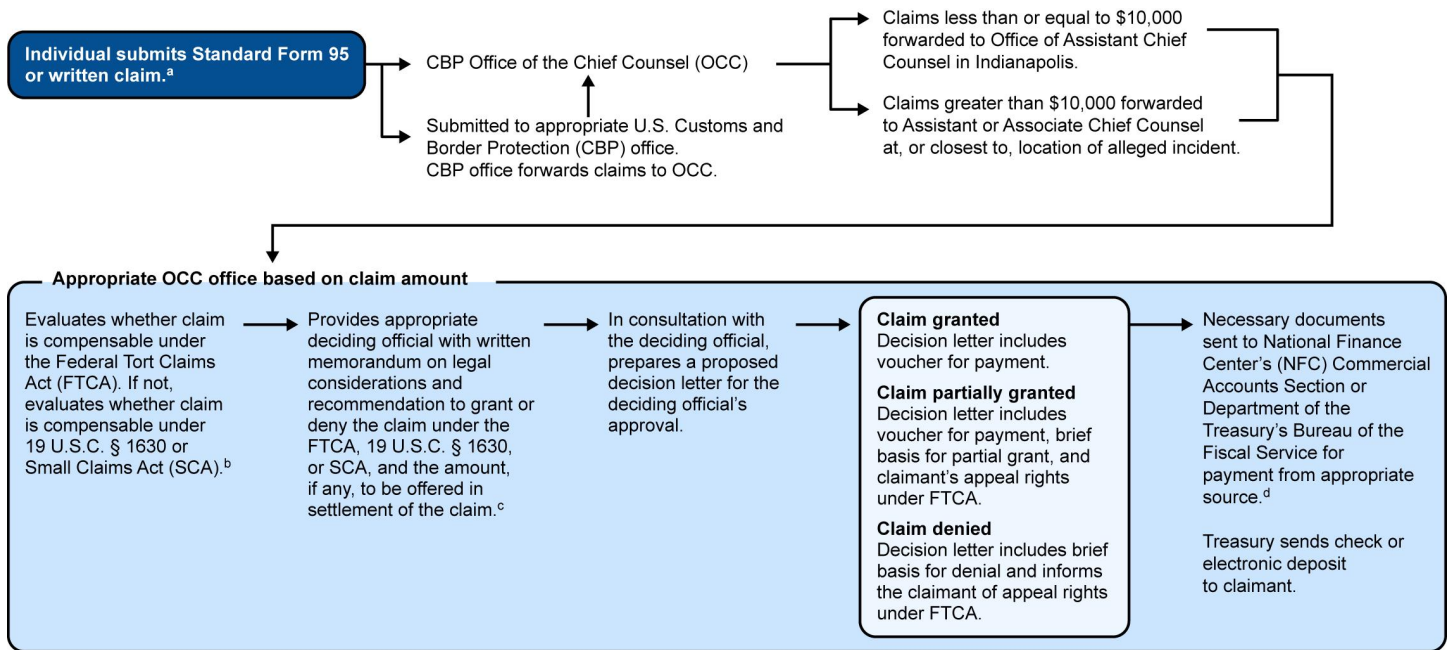 Individual submits Standard Form 95
or written claim.ᵃ
CBP Office of the Chief Counsel (OCC)
Submitted to appropriate U.S. Customs and
Border Protection (CBP) office.
CBP office forwards claims to OCC.
Claims less than or equal to $10,000
forwarded to Office of Assistant Chief
Counsel in Indianapolis.
Claims greater than $10,000 forwarded
to Assistant or Associate Chief Counsel
at, or closest to, location of alleged incident.
Appropriate OCC office based on claim amount
Evaluates whether claim
is compensable under
the Federal Tort Claims
Act (FTCA). If not,
evaluates whether claim
is compensable under
19 U.S.C. § 1630 or
Small Claims Act (SCA).ᵇ
Provides appropriate
deciding official with written
memorandum on legal
considerations and
recommendation to grant or
deny the claim under the
FTCA, 19 U.S.C. § 1630,
or SCA, and the amount,
if any, to be offered in
settlement of the claim.ᶜ
In consultation with
the deciding official,
prepares a proposed
decision letter for the
deciding official's
approval.
Claim granted
Decision letter includes
voucher for payment.
Claim partially granted
Decision letter includes
voucher for payment, brief
basis for partial grant, and
claimant's appeal rights
under FTCA.
Claim denied
Decision letter includes brief
basis for denial and informs
the claimant of appeal rights
under FTCA.
Necessary documents
sent to National Finance
Center's (NFC) Commercial
Accounts Section or
Department of the
Treasury's Bureau of the
Fiscal Service for
payment from appropriate
source.ᵈ
Treasury sends check or
electronic deposit
to claimant.